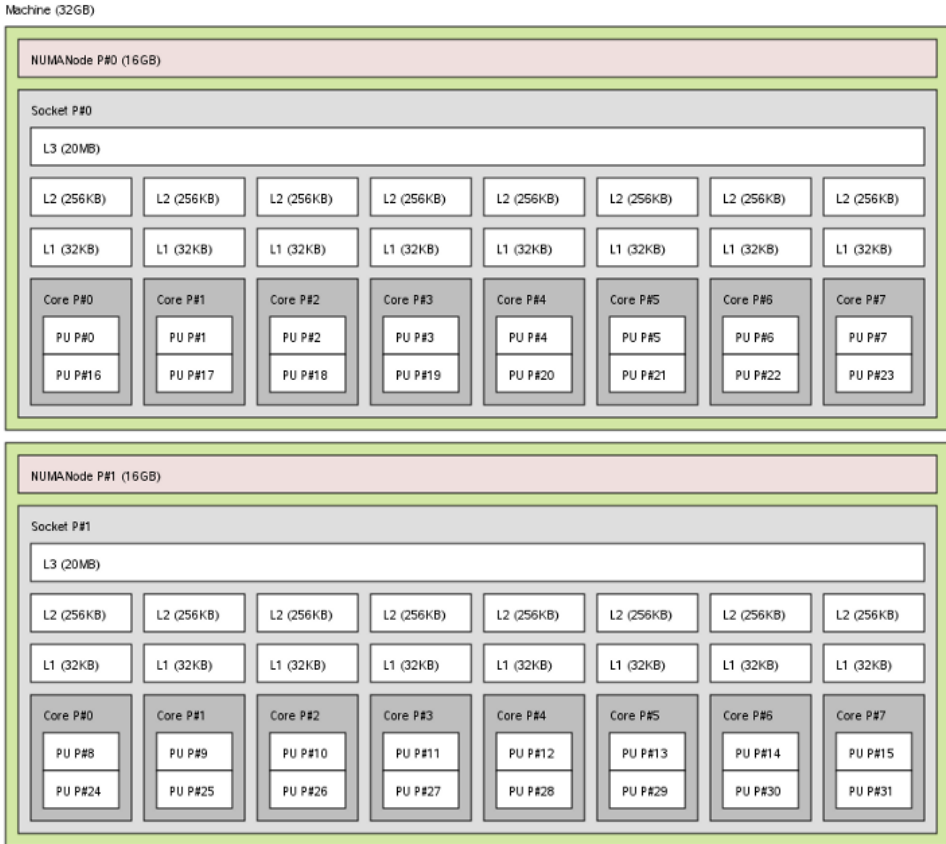 Machine (32GB)
NUMANode P#0 (16GB)
Socket P#0
L3 (20MB)
L2 (256KB) L2 (256KB) L2 (256KB) L2 (256KB) L2 (256KB) L2 (256KB) L2 (256KB) L2 (256KB)
L1 (32KB) L1 (32KB) L1 (32KB) L1 (32KB) L1 (32KB) L1 (32KB) L1 (32KB) L1 (32KB)
Core P#0 Core P#1 Core P#2 Core P#3 Core P#4 Core P#5 Core P#6 Core P#7
PU P#0 PU P#1 PU P#2 PU P#3 PU P#4 PU P#5 PU P#6 PU P#7
PU P#16 PU P#17 PU P#18 PU P#19 PU P#20 PU P#21 PU P#22 PU P#23
NUMANode P#1 (16GB)
Socket P#1
L3 (20MB)
L2 (256KB) L2 (256KB) L2 (256KB) L2 (256KB) L2 (256KB) L2 (256KB) L2 (256KB) L2 (256KB)
L1 (32KB) L1 (32KB) L1 (32KB) L1 (32KB) L1 (32KB) L1 (32KB) L1 (32KB) L1 (32KB)
Core P#0 Core P#1 Core P#2 Core P#3 Core P#4 Core P#5 Core P#6 Core P#7
PU P#8 PU P#9 PU P#10 PU P#11 PU P#12 PU P#13 PU P#14 PU P#15
PU P#24 PU P#25 PU P#26 PU P#27 PU P#28 PU P#29 PU P#30 PU P#31